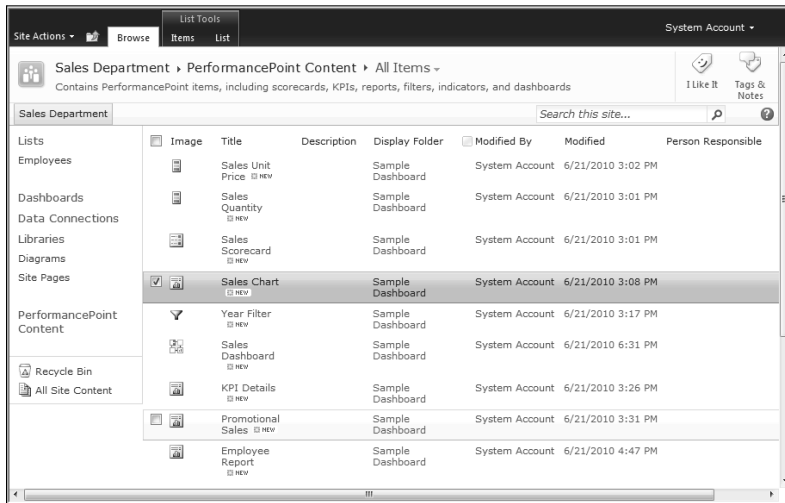 List Tools
Site Actions Browse Items List System Account
Sales Department PerformancePoint Content All Items
Contains PerformancePoint items, including scorecards, KPIs, reports, filters, indicators, and dashboards
I Like It Tags &
Notes
Sales Department Search this site...
Lists
Employees
Dashboards
Data Connections
Libraries
Diagrams
Site Pages
PerformancePoint
Content
Recycle Bin
All Site Content
Image Title Description Display Folder Modified By Modified Person Responsible
Sales Unit Sample System Account 6/21/2010 3:02 PM
Price NEW Dashboard
Sales Sample System Account 6/21/2010 3:01 PM
Quantity Dashboard
NEW
Sales Sample System Account 6/21/2010 3:01 PM
Scorecard Dashboard
NEW
Sales Chart Sample System Account 6/21/2010 3:08 PM
NEW Dashboard
Year Filter Sample System Account 6/21/2010 3:17 PM
NEW Dashboard
Sales Sample System Account 6/21/2010 6:31 PM
Dashboard Dashboard
NEW
KPI Details Sample System Account 6/21/2010 3:26 PM
NEW Dashboard
Promotional Sample System Account 6/21/2010 3:31 PM
Sales NEW Dashboard
Employee Sample System Account 6/21/2010 4:47 PM
Report Dashboard
NEW